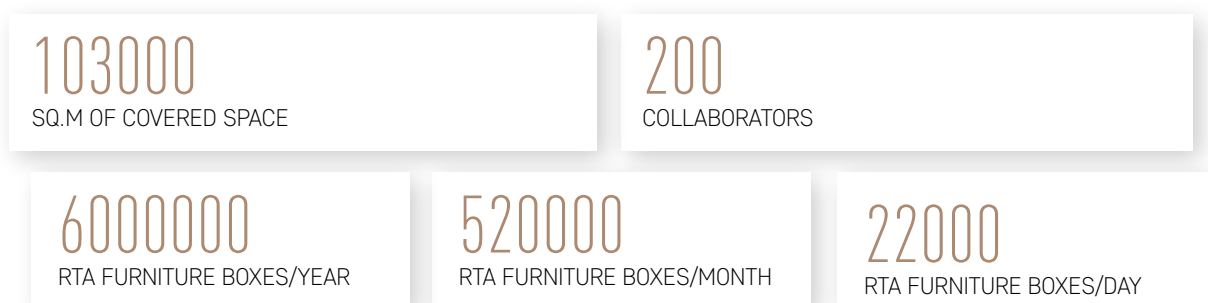 103000
SQ.M OF COVERED SPACE
200
COLLABORATORS
6000000
RTA FURNITURE BOXES/YEAR
520000
RTA FURNITURE BOXES/MONTH
22000
RTA FURNITURE BOXES/DAY